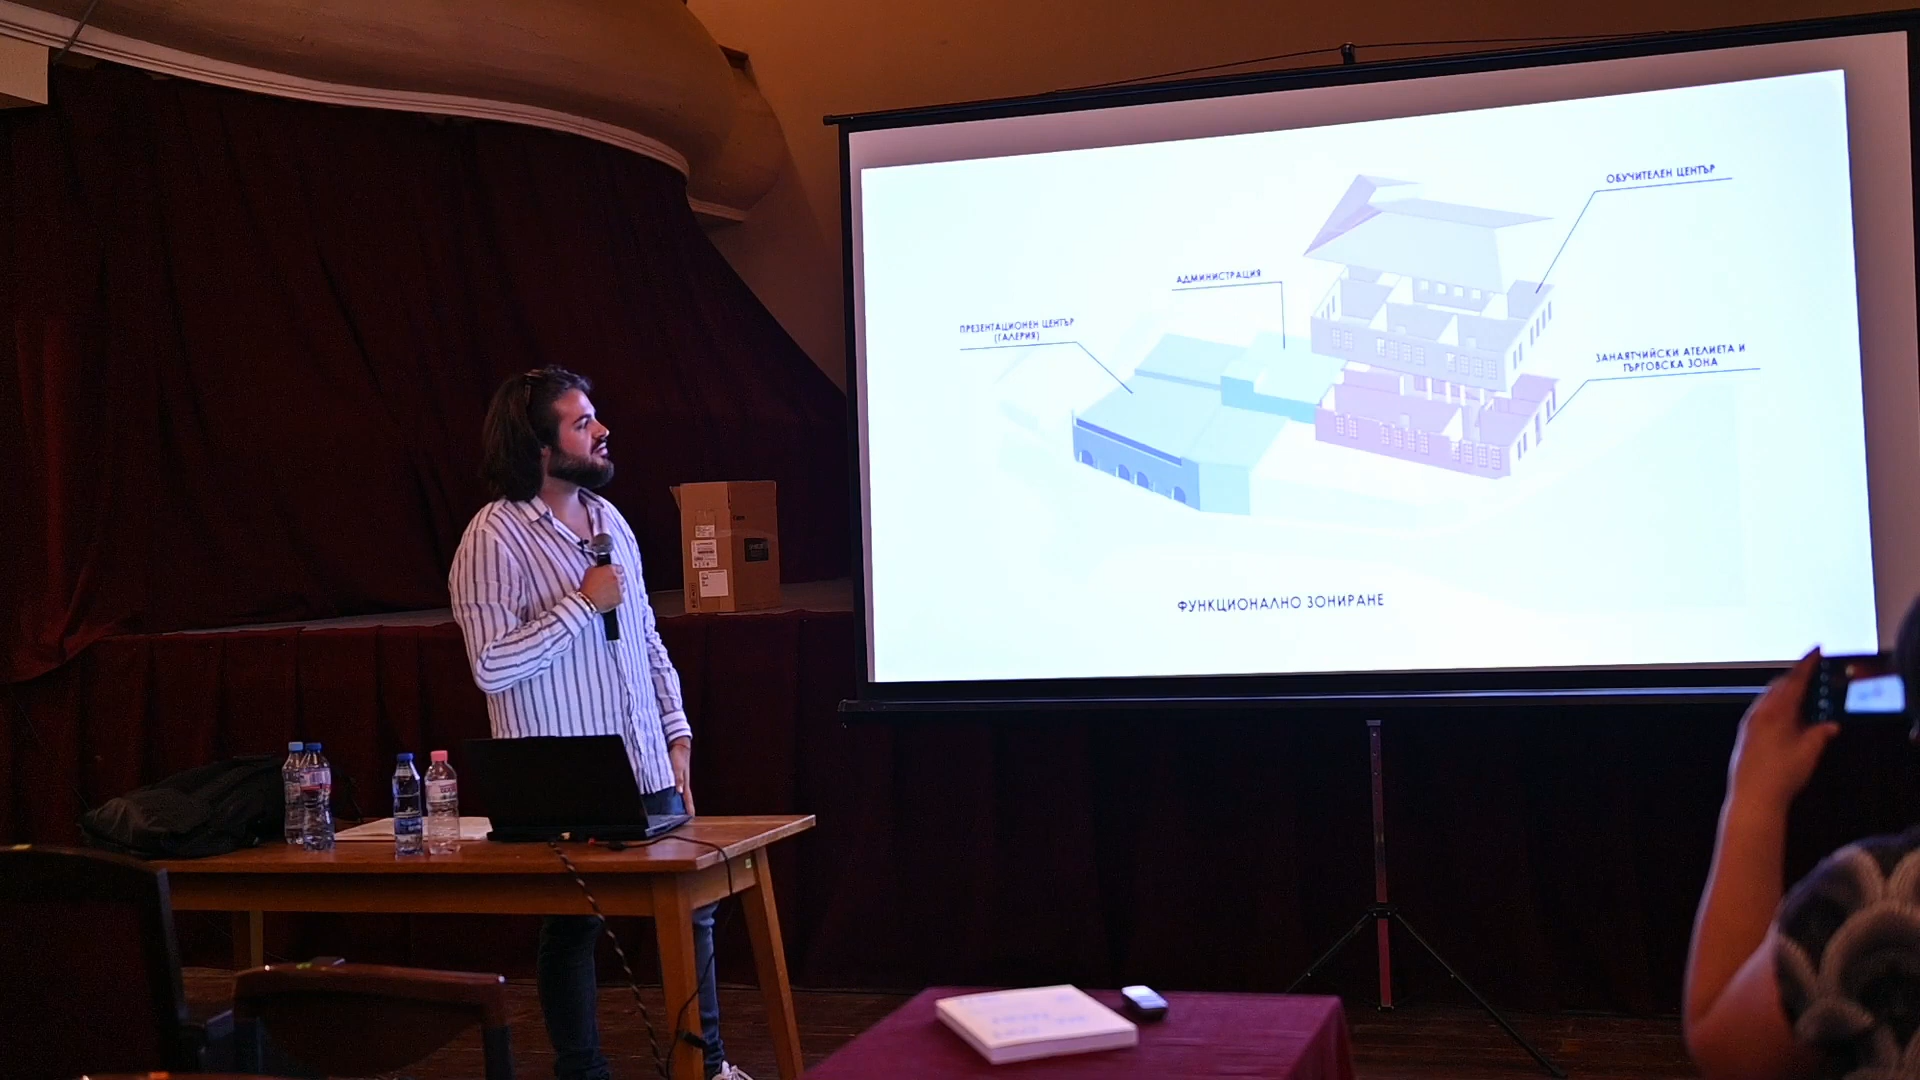 ОБУЧИТЕЛЕН ЦЕНТЪР
АДМИНИСТРАЦИЯ
ПРЕЗЕНТАЦИОНЕН ЦЕНТЪР
(ГАЛЕРИЯ)
ЗАНАЯТЧИЙСКИ АТЕЛИЕТА И
ТЪРГОВСКА ЗОНА
ФУНКЦИОНАЛНО ЗОНИРАНЕ